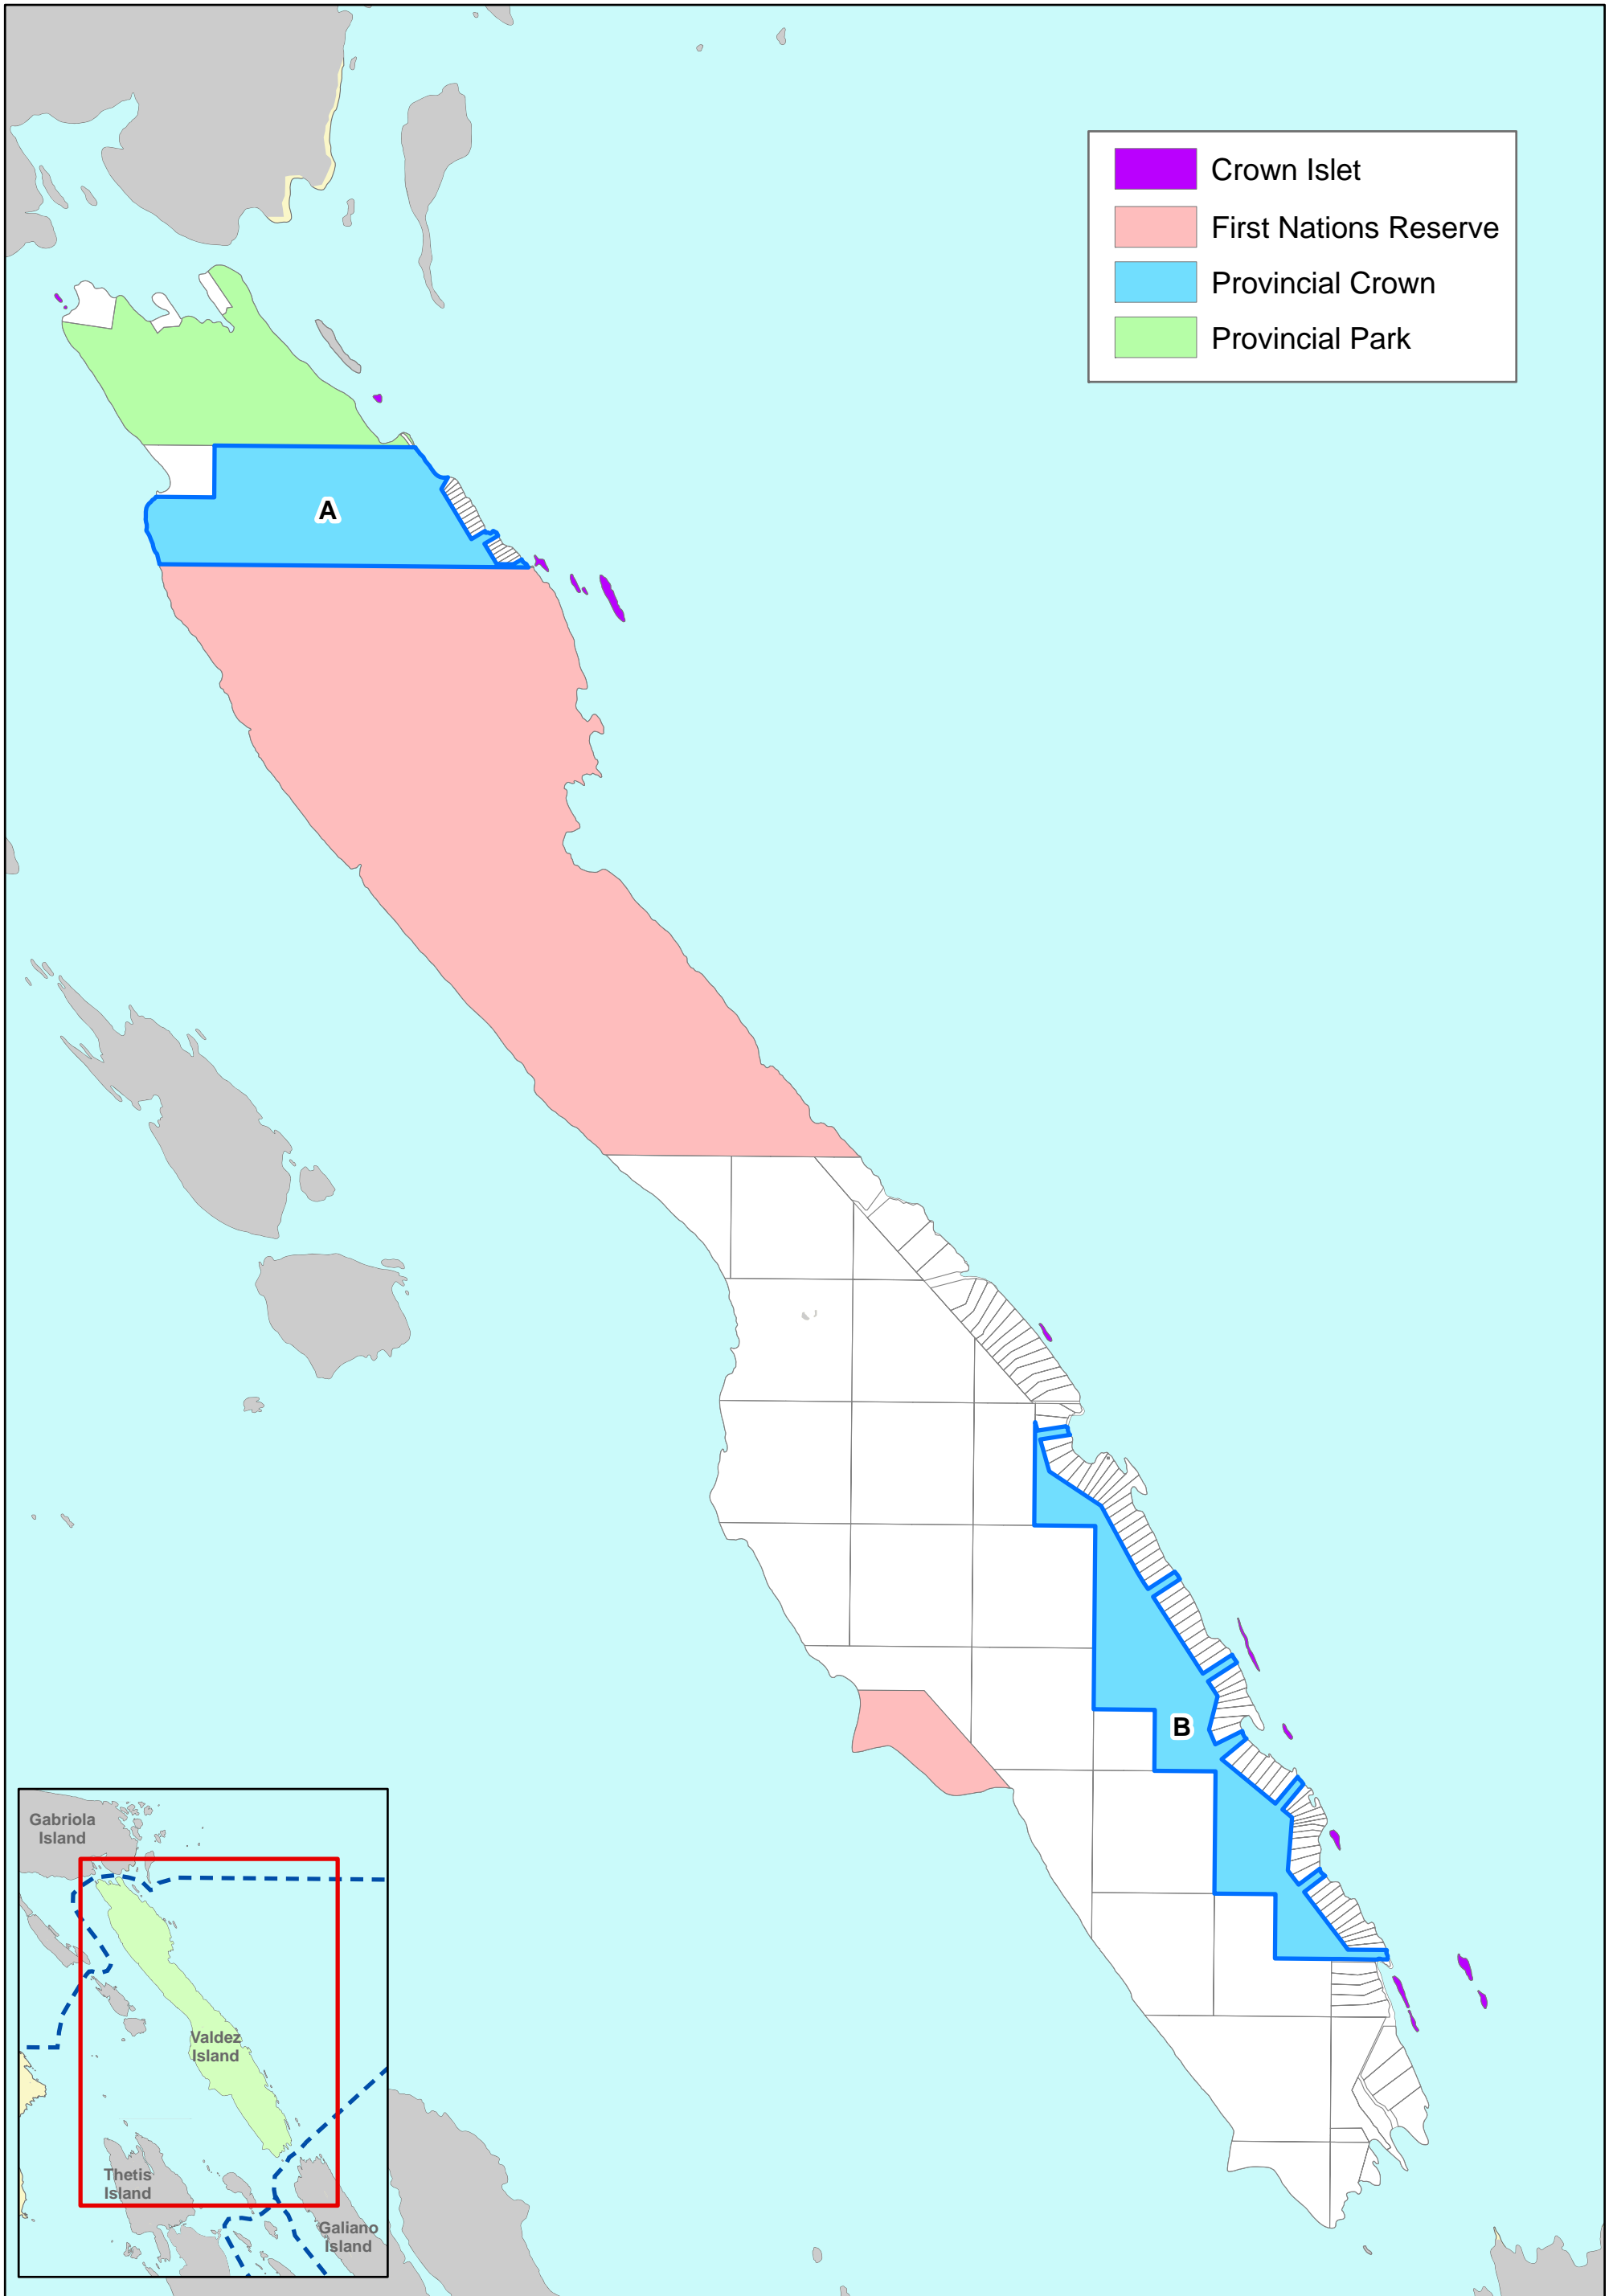 Crown Islet
First Nations Reserve
Provincial Crown
Provincial Park
A
B
Gabriola
Island
Valdez
Island
Thetis
Island
Galiano
Island